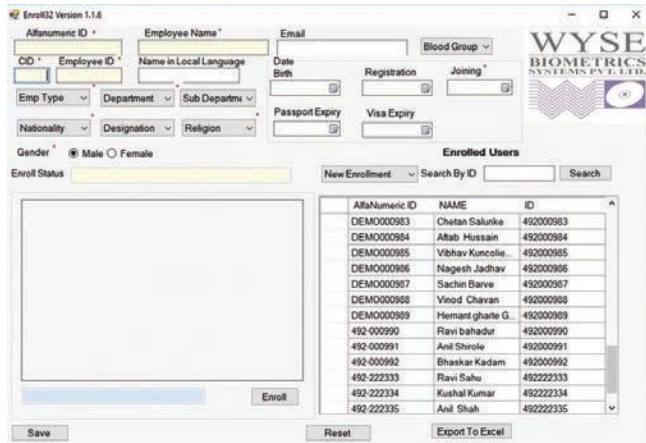 Enroll32 Version 1.1.6
Alfanumeric ID * Employee Name * Email Blood Group
WYSE
BIOMETRICS
SYSTEMS PVT. LTD.
CID * Employee ID * Name in Local Language Date
Birth Registration Joining *
Emp Type Department Sub Departme
Passport Expiry Visa Expiry
Nationality Designation Religion
Gender * Male Female Enrolled Users
Enroll Status New Enrollment Search By ID Search
AlfaNumeric ID NAME ID
DEMO000983 Chetan Salunke 492000983
DEMO000984 Aftab Hussain 492000984
DEMO000985 Vibhav Kuncolie... 492000985
DEMO000986 Nagesh Jadhav 492000986
DEMO000987 Sachin Barve 492000987
DEMO000988 Vinod Chavan 492000988
DEMO000989 Hemant gharte G... 492000989
492-000990 Ravi bahadur 492000990
492-000991 Anil Shirole 492000991
492-000992 Bhaskar Kadam 492000992
492-222333 Ravi Sahu 492222333
492-222334 Kushal Kumar 492222334
492-222335 Anil Shah 492222335
Enroll
Save Reset Export To Excel